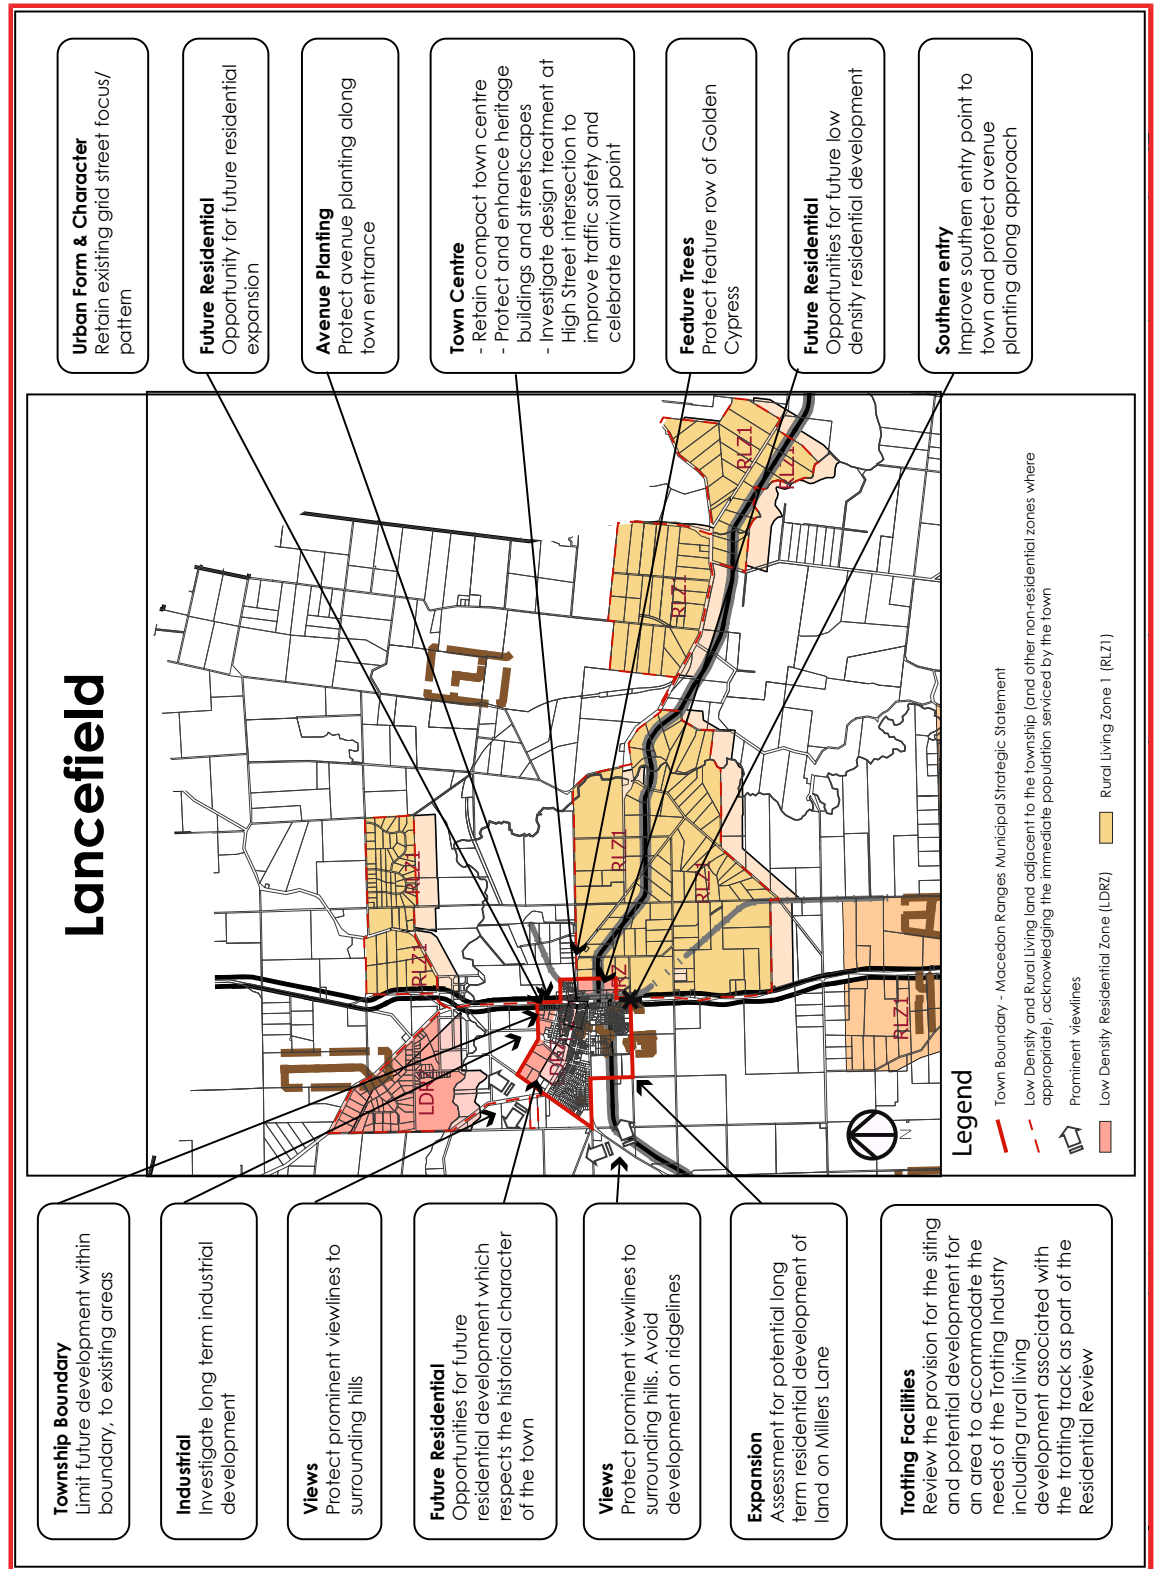 Lancefield
Township Boundary
Limit future development within
boundary, to existing areas
Industrial
Investigate long term industrial
development
Views
Protect prominent viewlines to
surrounding hills
Future Residential
Opportunities for future
residential development which
respects the historical character
of the town
Views
Protect prominent viewlines to
surrounding hills. Avoid
development on ridgelines
Expansion
Assessment for potential long
term residential development of
land on Millers Lane
Trotting Facilities
Review the provision for the siting
and potential development for
an area to accommodate the
needs of the Trotting Industry
including rural living
development associated with
the trotting track as part of the
Residential Review
RLZ1
RLZ1
RLZ1
RLZ1
RLZ1
RLZ1
RLZ1
RLZ1
N
Legend
Town Boundary - Macedon Ranges Municipal Strategic Statement
Low Density and Rural Living land adjacent to the township (and other non-residential zones where
appropriate), acknowledging the immediate population serviced by the town
Prominent viewlines
Low Density Residential Zone (LDRZ)
Rural Living Zone 1 (RLZ1)
Urban Form & Character
Retain existing grid street focus/
pattern
Future Residential
Opportunity for future residential
expansion
Avenue Planting
Protect avenue planting along
town entrance
Town Centre
- Retain compact town centre
- Protect and enhance heritage
buildings and streetscapes
- Investigate design treatment at
High Street intersection to
improve traffic safety and
celebrate arrival point
Feature Trees
Protect feature row of Golden
Cypress
Future Residential
Opportunities for future low
density residential development
Southern entry
Improve southern entry point to
town and protect avenue
planting along approach